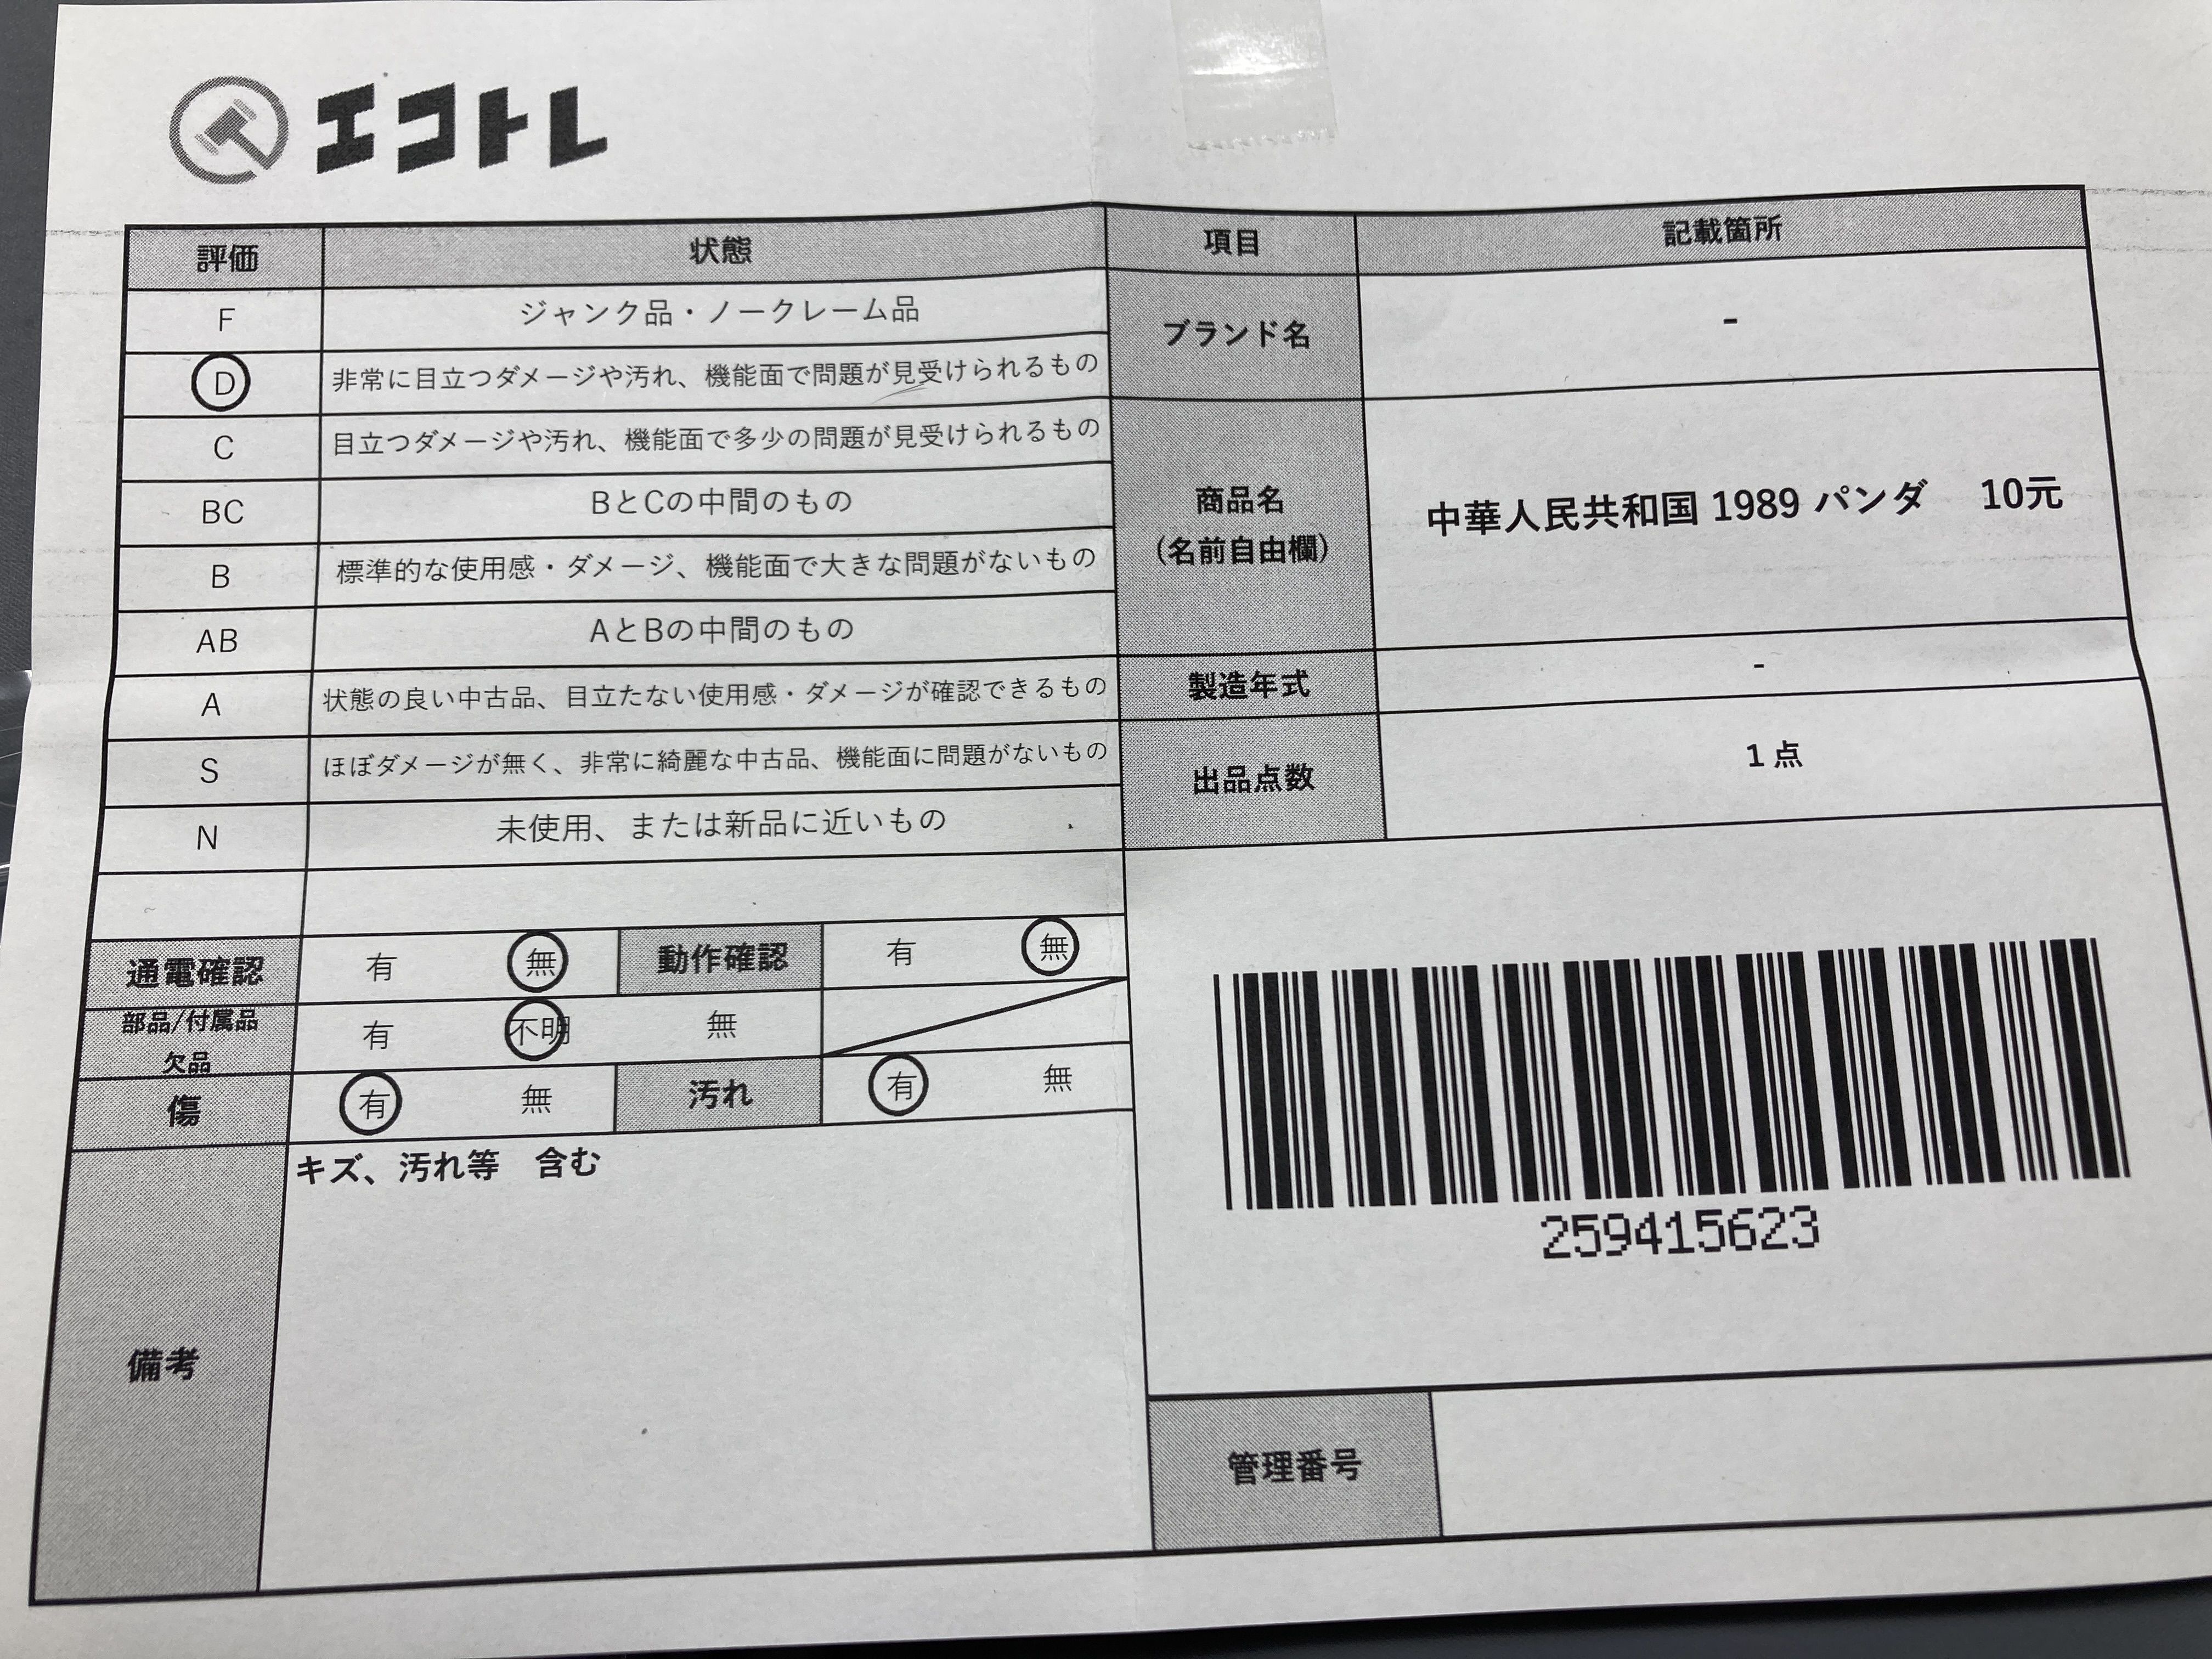 エコトレ
評価 状態
F ジャンク品・ノークレーム品
D 非常に目立つダメージや汚れ、機能面で問題が見受けられるもの
C 目立つダメージや汚れ、機能面で多少の問題が見受けられるもの
BC BとCの中間のもの
B 標準的な使用感・ダメージ、機能面で大きな問題がないもの
AB AとBの中間のもの
A 状態の良い中古品、目立たない使用感・ダメージが確認できるもの
S ほぼダメージが無く、非常に綺麗な中古品、機能面に問題がないもの
N 未使用、または新品に近いもの
通電確認 有 無 動作確認 有 無
部品/付属品
欠品 有 不明 無
傷 有 無 汚れ 有 無
備考 キズ、汚れ等 含む
項目 記載箇所
ブランド名 -
商品名
(名前自由欄) 中華人民共和国 1989 パンダ 10元
製造年式 -
出品点数 1 点
259415623
管理番号